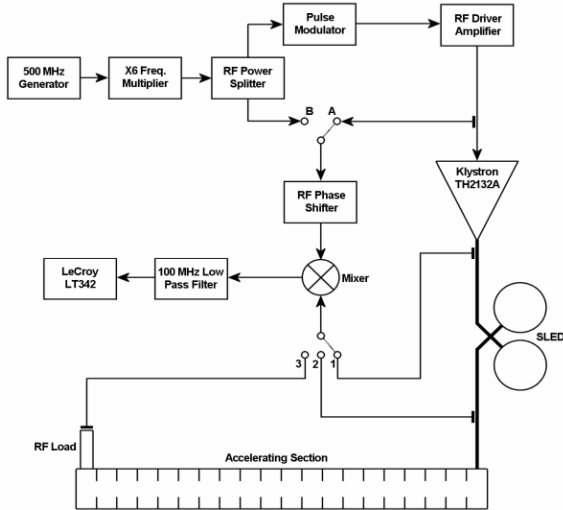 Pulse
Modulator
RF Driver
Amplifier
500 MHz
Generator
X6 Freq.
Multiplier
RF Power
Splitter
B
A
Klystron
TH2132A
RF Phase
Shifter
LeCroy
LT342
100 MHz Low
Pass Filter
Mixer
SLED
3
2
1
RF Load
Accelerating Section